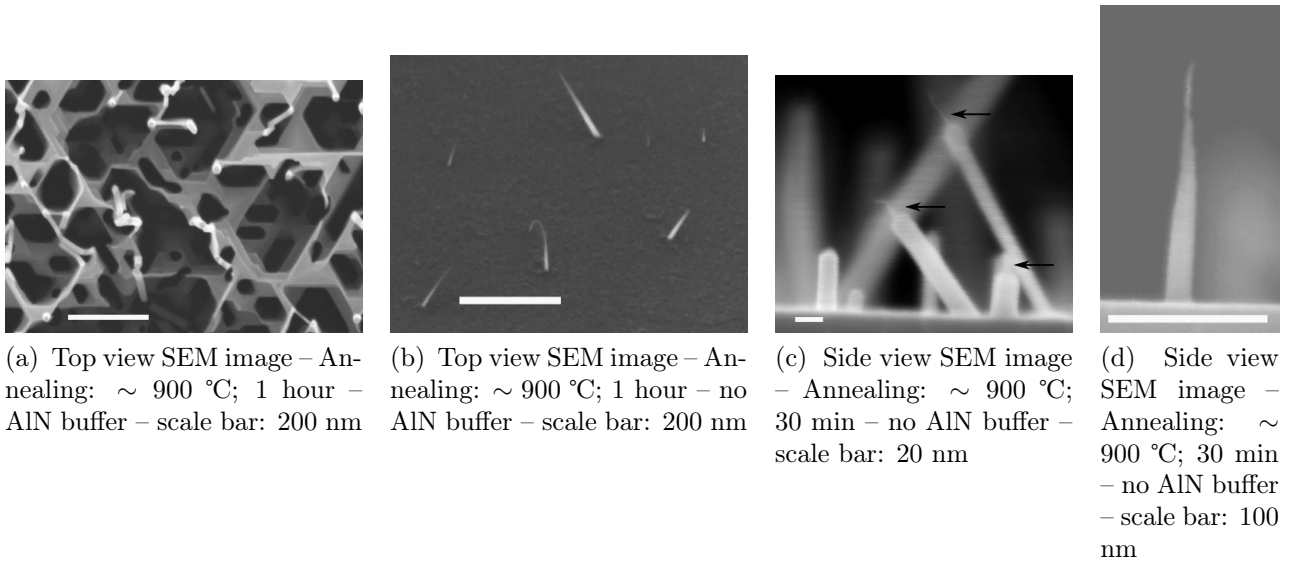 (a) Top view SEM image – An-
nealing: ∼ 900 ℃; 1 hour –
AlN buffer – scale bar: 200 nm
(b) Top view SEM image – An-
nealing: ∼ 900 ℃; 1 hour – no
AlN buffer – scale bar: 200 nm
(c) Side view SEM image
– Annealing: ∼ 900 ℃;
30 min – no AlN buffer –
scale bar: 20 nm
(d) Side view
SEM image –
Annealing: ∼
900 ℃; 30 min
– no AlN buffer
– scale bar: 100
nm